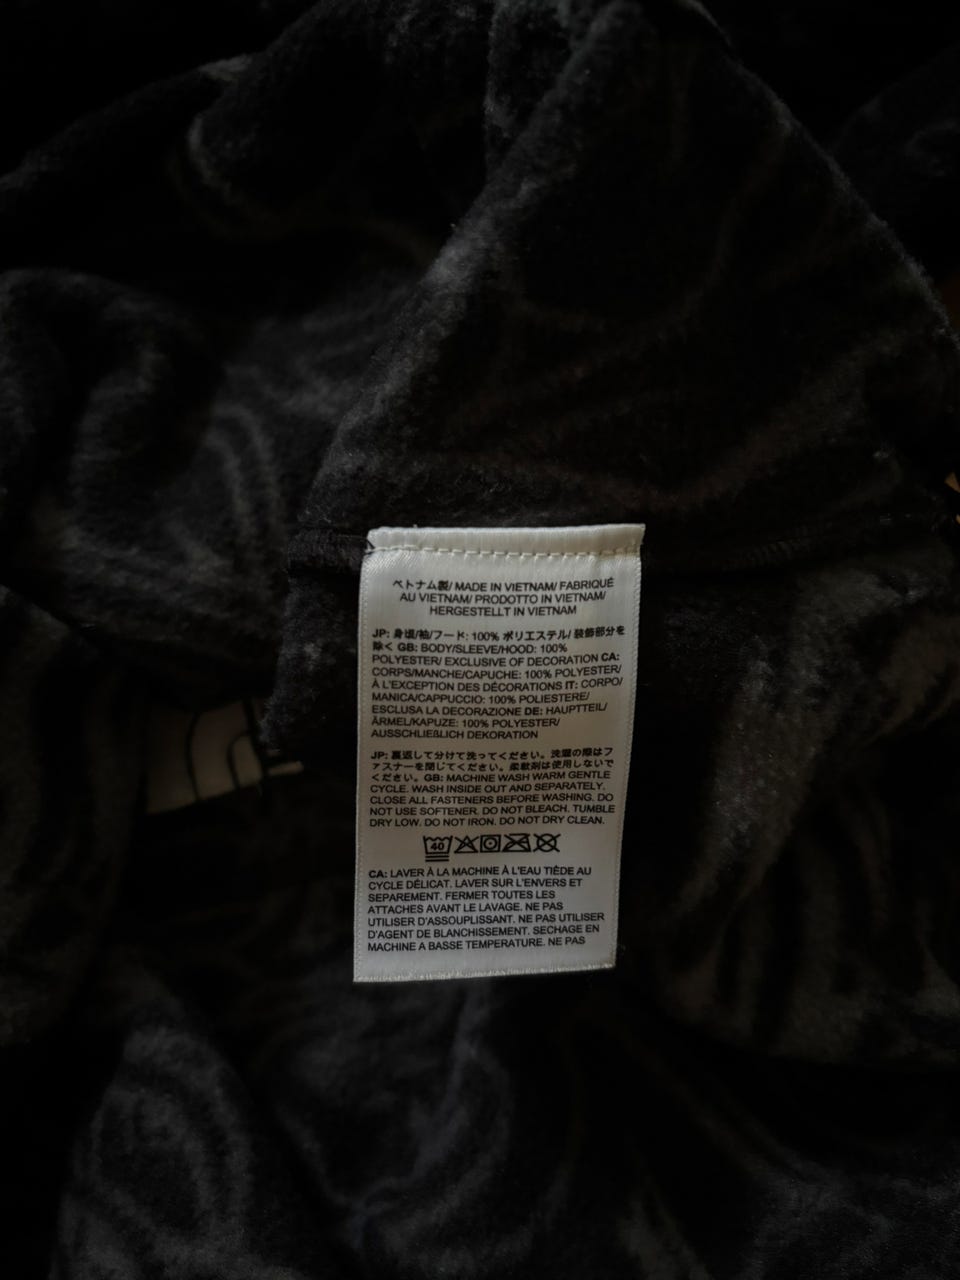 ベトナム製/ MADE IN VIETNAM/ FABRIQUÉ
AU VIETNAM/ PRODOTTO IN VIETNAM/
HERGESTELLT IN VIETNAM
JP: 身頃/袖/フード: 100% ポリエステル/ 装飾部分を
除く GB: BODY/SLEEVE/HOOD: 100%
POLYESTER/ EXCLUSIVE OF DECORATION CA:
CORPS/MANCHE/CAPUCHE: 100% POLYESTER/
À L'EXCEPTION DES DÉCORATIONS IT: CORPO/
MANICA/CAPPUCCIO: 100% POLIESTERE/
ESCLUSA LA DECORAZIONE DE: HAUPTTEIL/
ÄRMEL/KAPUZE: 100% POLYESTER/
AUSSCHLIEßLICH DEKORATION
JP: 裏返して分けて洗ってください。洗濯の際はフ
ァスナーを閉じてください。柔軟剤は使用しないで
ください。GB: MACHINE WASH WARM GENTLE
CYCLE. WASH INSIDE OUT AND SEPARATELY.
CLOSE ALL FASTENERS BEFORE WASHING. DO
NOT USE SOFTENER. DO NOT BLEACH. TUMBLE
DRY LOW. DO NOT IRON. DO NOT DRY CLEAN.
40
CA: LAVER À LA MACHINE À L'EAU TIÈDE AU
CYCLE DÉLICAT. LAVER SUR L'ENVERS ET
SEPAREMENT. FERMER TOUTES LES
ATTACHES AVANT LE LAVAGE. NE PAS
UTILISER D'ASSOUPLISSANT. NE PAS UTILISER
D'AGENT DE BLANCHISSEMENT. SECHAGE EN
MACHINE A BASSE TEMPERATURE. NE PAS